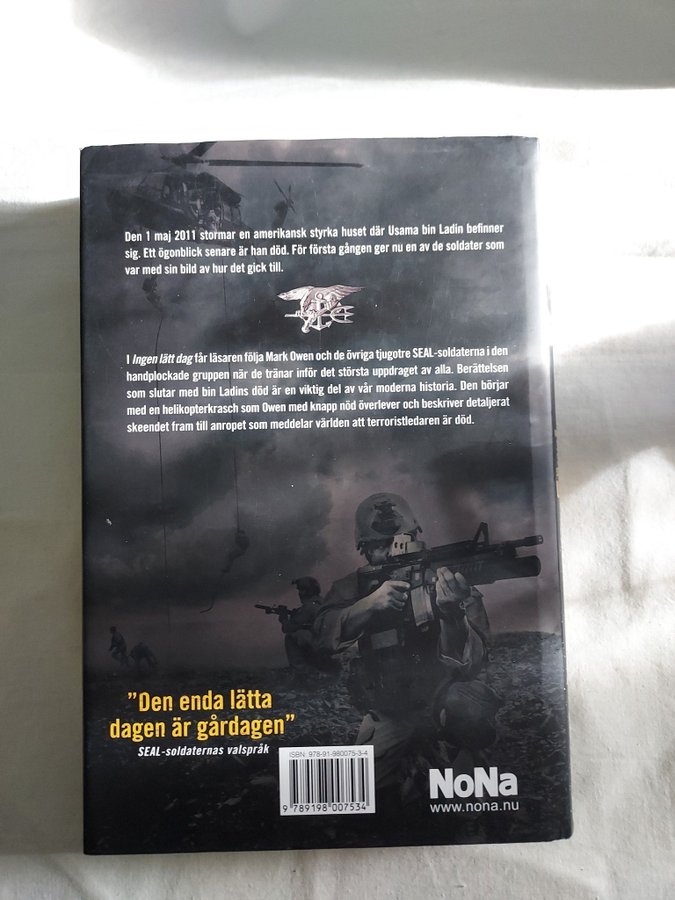 Den 1 maj 2011 stormar en amerikansk styrka huset där Usama bin Ladin befinner
sig. Ett ögonblick senare är han död. För första gången ger nu en av de soldater som
var med sin bild av hur det gick till.
I Ingen lätt dag får läsaren följa Mark Owen och de övriga tjugotre SEAL-soldaterna i den
handplockade gruppen när de tränar inför det största uppdraget av alla. Berättelsen
som slutar med bin Ladins död är en viktig del av vår moderna historia. Den börjar
med en helikopterkrasch som Owen med knapp nöd överlever och beskriver detaljerat
skeendet fram till anropet som meddelar världen att terroristledaren är död.
”Den enda lätta
dagen är gårdagen”
SEAL-soldaternas valspråk
ISBN: 978-91-980075-3-4
9 789198 007534
NoNa
www.nona.nu